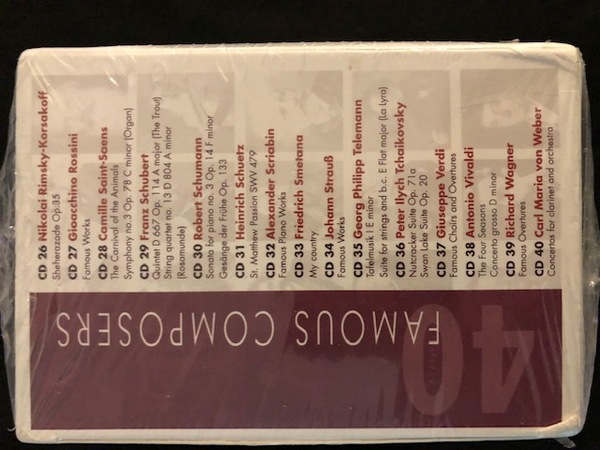 CD 26 Nikolai Rimsky-Korsakoff
Sheherazade Op.35
CD 27 Gioacchino Rossini
Famous Works
CD 28 Camille Saint-Saens
The Carnival of the Animals
Symphony no.3 Op. 78 C minor (Organ)
CD 29 Franz Schubert
Quintet D 667 Op. 114 A major (The Trout)
String quartet no. 13 D 804 A minor
(Rosamunde)
CD 30 Robert Schumann
Sonata for piano no. 3 Op. 14 F minor
Gesänge der Frühe Op. 133
CD 31 Heinrich Schuetz
St. Mathew Passion SWV 479
CD 32 Alexander Scriabin
Famous Piano Works
CD 33 Friedrich Smetana
My country
CD 34 Johann Strauß
Famous Works
CD 35 Georg Philipp Telemann
Tafelmusik I E minor
Suite for strings and b.c. E Flat major (La Lyra)
CD 36 Peter Ilych Tchaikovsky
Nutcracker Suite Op. 71a
Swan Lake Suite Op. 20
CD 37 Giuseppe Verdi
Famous Choirs and Overtures
CD 38 Antonio Vivaldi
The Four Seasons
Concerto grosso D minor
CD 39 Richard Wagner
Famous Overtures
CD 40 Carl Maria von Weber
Concertos for clarinet and orchestra
40
FAMOUS COMPOSERS